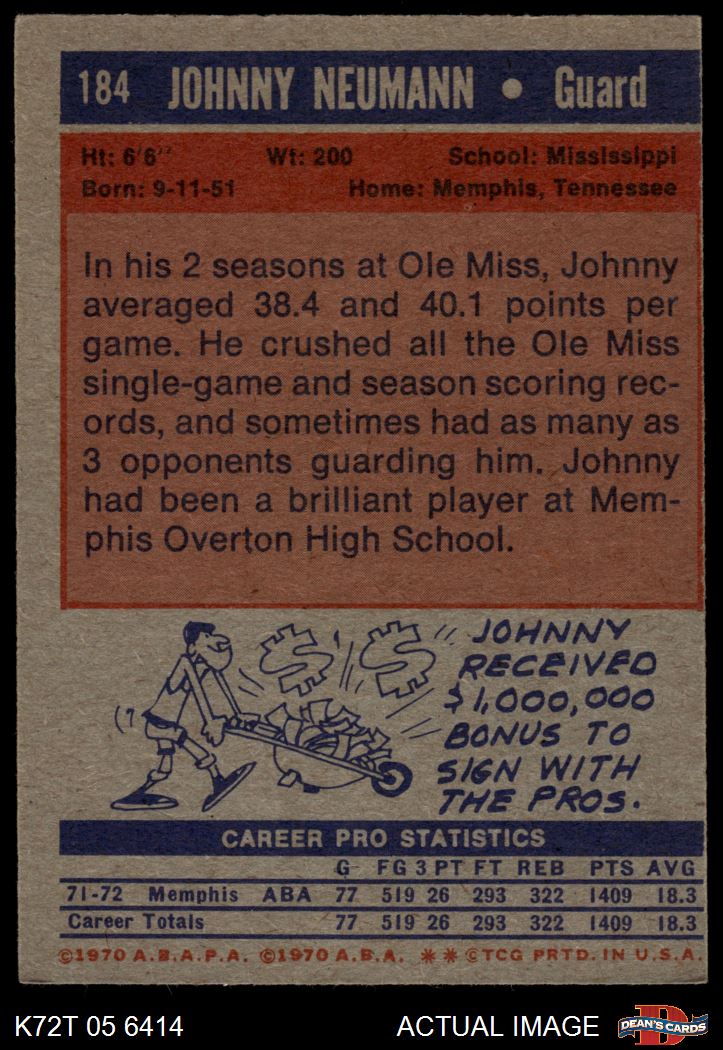 184 JOHNNY NEUMANN • Guard
Ht: 6'6" Wt: 200 School: Mississippi
Born: 9-11-51 Home: Memphis, Tennessee
In his 2 seasons at Ole Miss, Johnny
averaged 38.4 and 40.1 points per
game. He crushed all the Ole Miss
single-game and season scoring rec-
ords, and sometimes had as many as
3 opponents guarding him. Johnny
had been a brilliant player at Mem-
phis Overton High School.
$ $
JOHNNY
RECEIVED
$1,000,000
BONUS TO
SIGN WITH
THE PROS.
CAREER PRO STATISTICS
G FG 3 PT FT REB PTS AVG
71-72 Memphis ABA 77 519 26 293 322 1409 18.3
Career Totals 77 519 26 293 322 1409 18.3
©1970 A.B.A.P.A. ©1970 A.B.A. ** ©TCG PRTD. IN U.S.A.
K72T 05 6414 ACTUAL IMAGE D DEAN'S CARDS